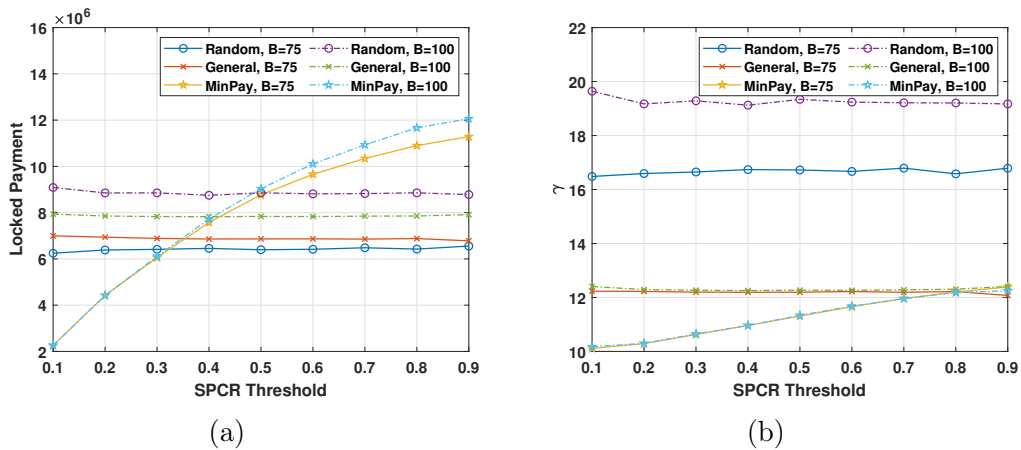 ×10⁶
16
14
12
10
8
6
4
2
Locked Payment
Random, B=75
General, B=75
MinPay, B=75
Random, B=100
General, B=100
MinPay, B=100
0.1 0.2 0.3 0.4 0.5 0.6 0.7 0.8 0.9
SPCR Threshold
(a)
22
20
18
16
14
12
10
γ
Random, B=75
General, B=75
MinPay, B=75
Random, B=100
General, B=100
MinPay, B=100
0.1 0.2 0.3 0.4 0.5 0.6 0.7 0.8 0.9
SPCR Threshold
(b)